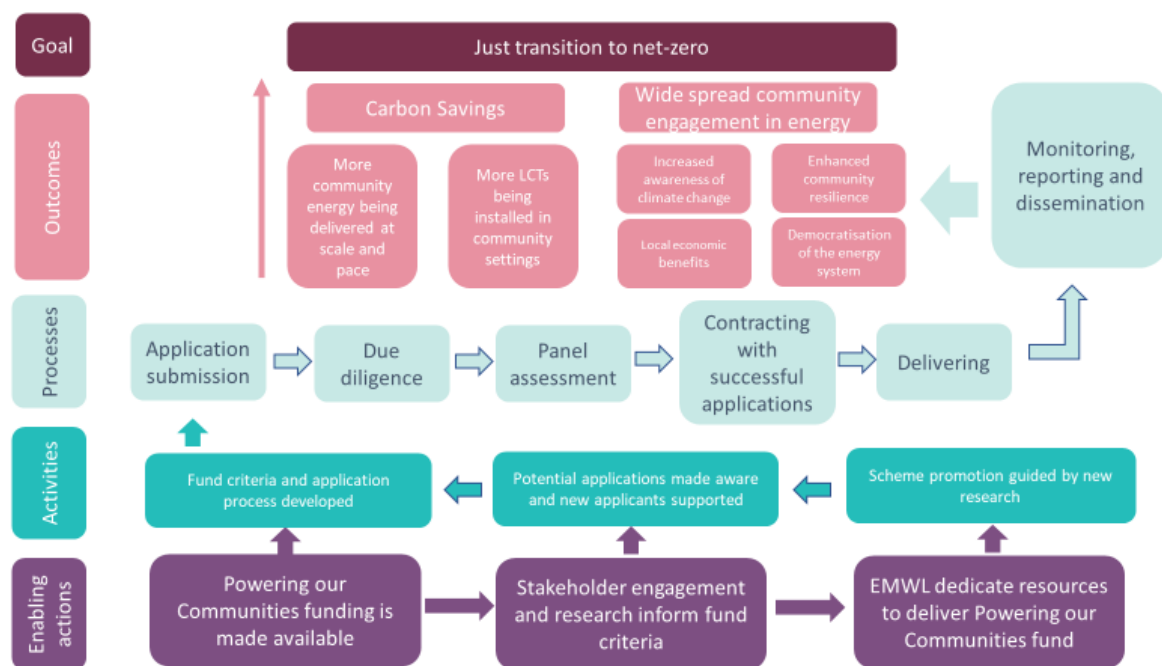 Goal
Just transition to net-zero
Outcomes
Carbon Savings
Wide spread community
engagement in energy
More
community
energy being
delivered at
scale and
pace
More LCTs
being
installed in
community
settings
Increased
awareness of
climate change
Enhanced
community
resilience
Local economic
benefits
Democratisation
of the energy
system
Monitoring,
reporting and
dissemination
Processes
Application
submission
Due
diligence
Panel
assessment
Contracting
with
successful
applications
Delivering
Activities
Fund criteria and application
process developed
Potential applications made aware
and new applicants supported
Scheme promotion guided by new
research
Enabling
actions
Powering our
Communities funding is
made available
Stakeholder engagement
and research inform fund
criteria
EMWL dedicate resources
to deliver Powering our
Communities fund